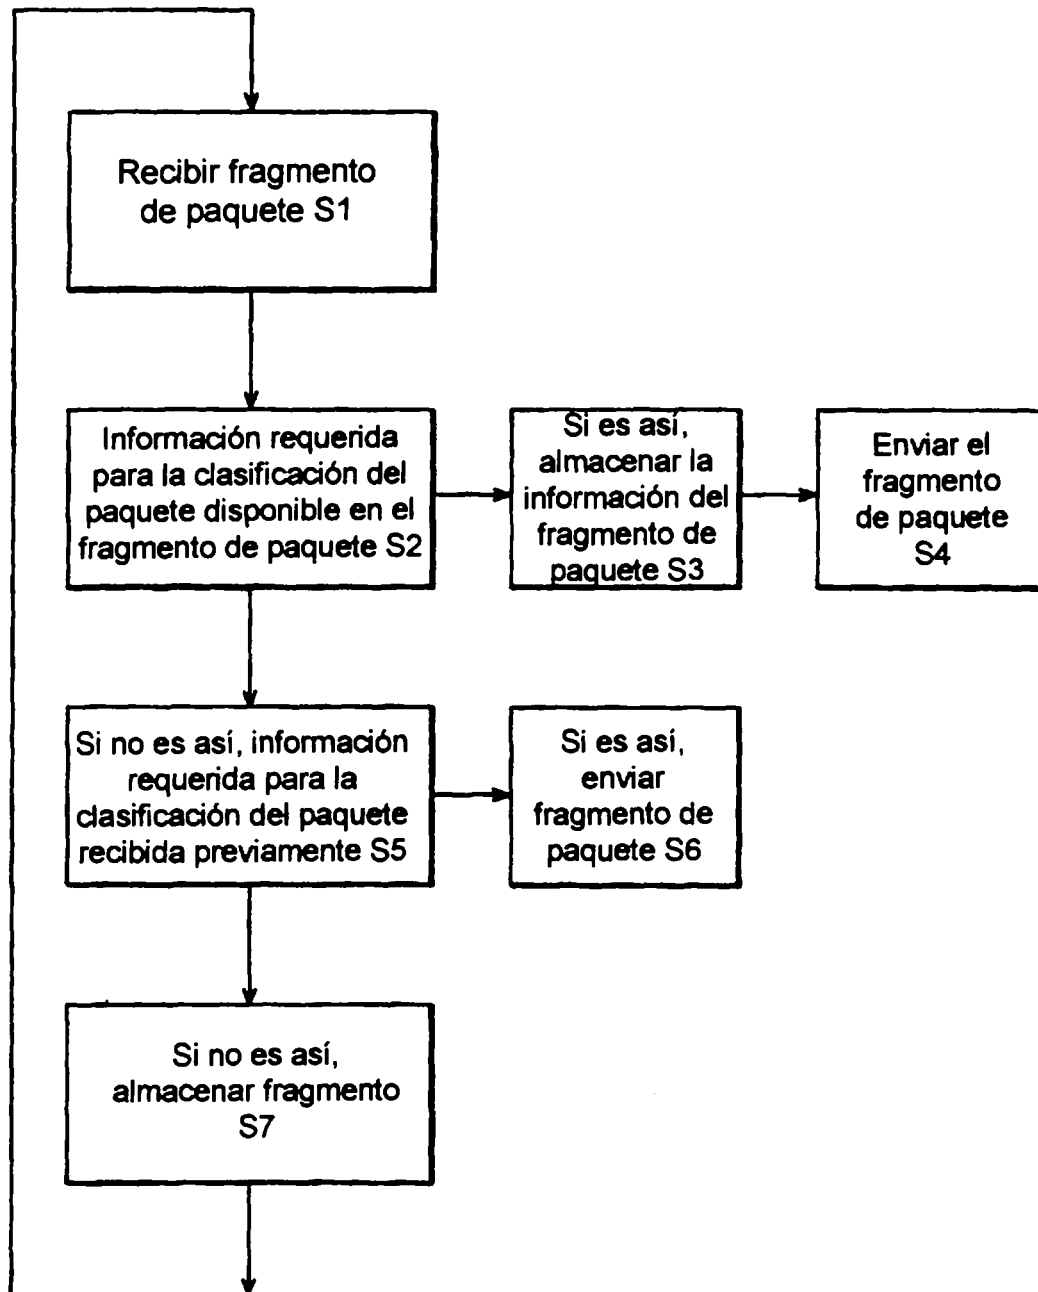 Recibir fragmento
de paquete S1
Información requerida
para la clasificación del
paquete disponible en el
fragmento de paquete S2
Si es así,
almacenar la
información del
fragmento de
paquete S3
Enviar el
fragmento
de paquete
S4
Si no es así, información
requerida para la
clasificación del paquete
recibida previamente S5
Si es así,
enviar
fragmento de
paquete S6
Si no es así,
almacenar fragmento
S7